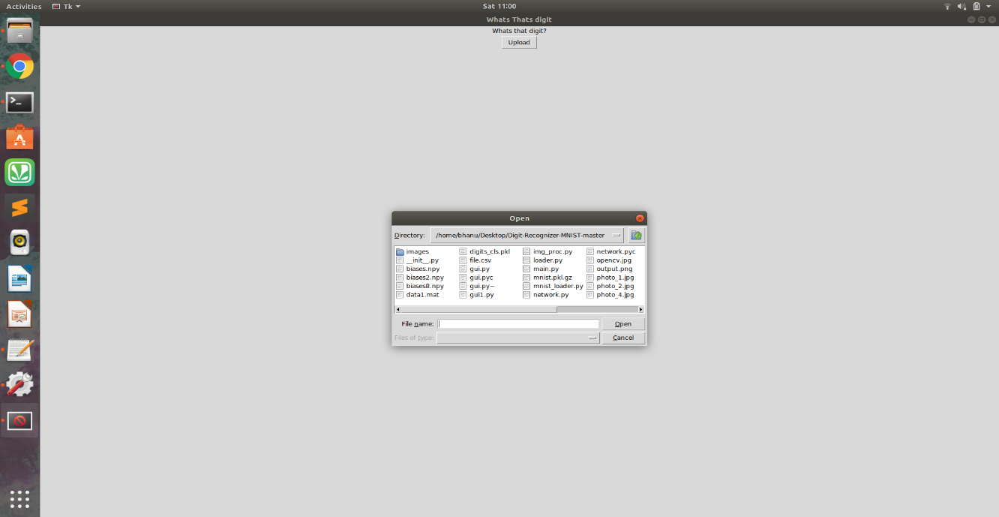 Activities Tk Sat 11:00
Whats Thats digit
Whats that digit?
Upload
Open
Directory: /home/bhanu/Desktop/Digit-Recognizer-MNIST-master
images digits_cls.pkl img_proc.py network.pyc
__init__.py file.csv loader.py opencv.jpg
biases.npy gui.py main.py output.png
biases2.npy gui.pyc mnist.pkl.gz photo_1.jpg
biases8.npy gui.py~ mnist_loader.py photo_2.jpg
data1.mat gui1.py network.py photo_4.jpg
File name: Open
Files of type: Cancel